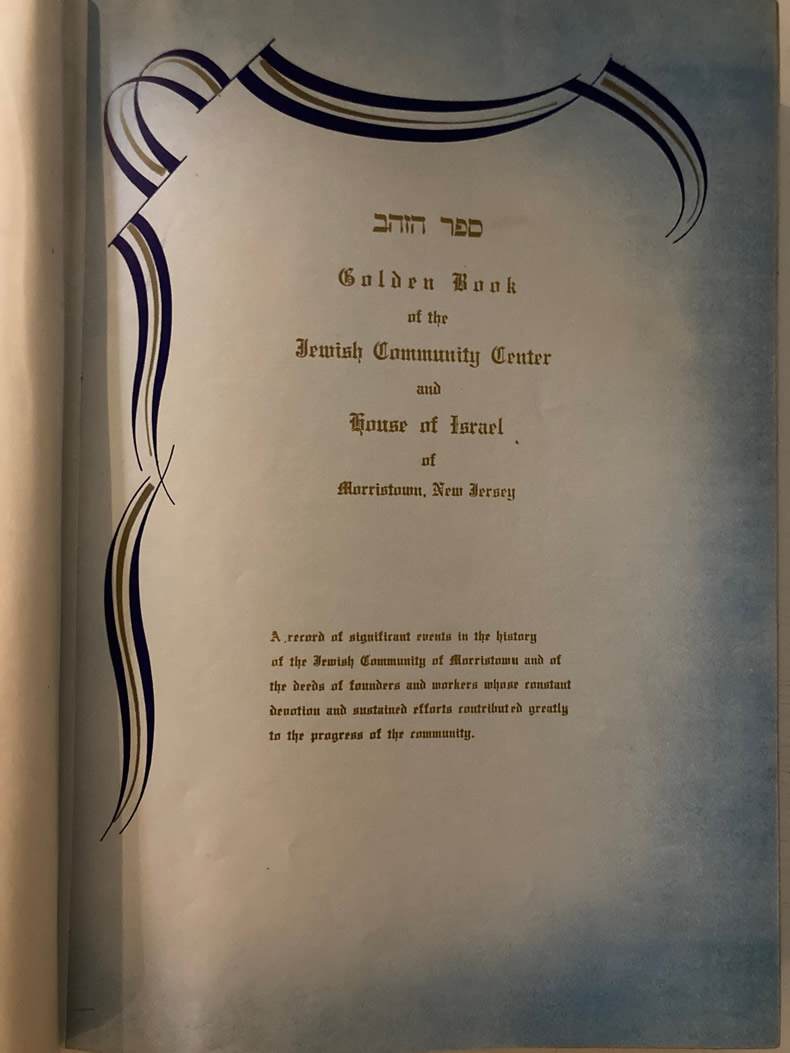 ספר הזהב
Golden Book
of the
Jewish Community Center
and
House of Israel
of
Morristown, New Jersey
A record of significant events in the history
of the Jewish Community of Morristown and of
the deeds of founders and workers whose constant
devotion and sustained efforts contributed greatly
to the progress of the community.